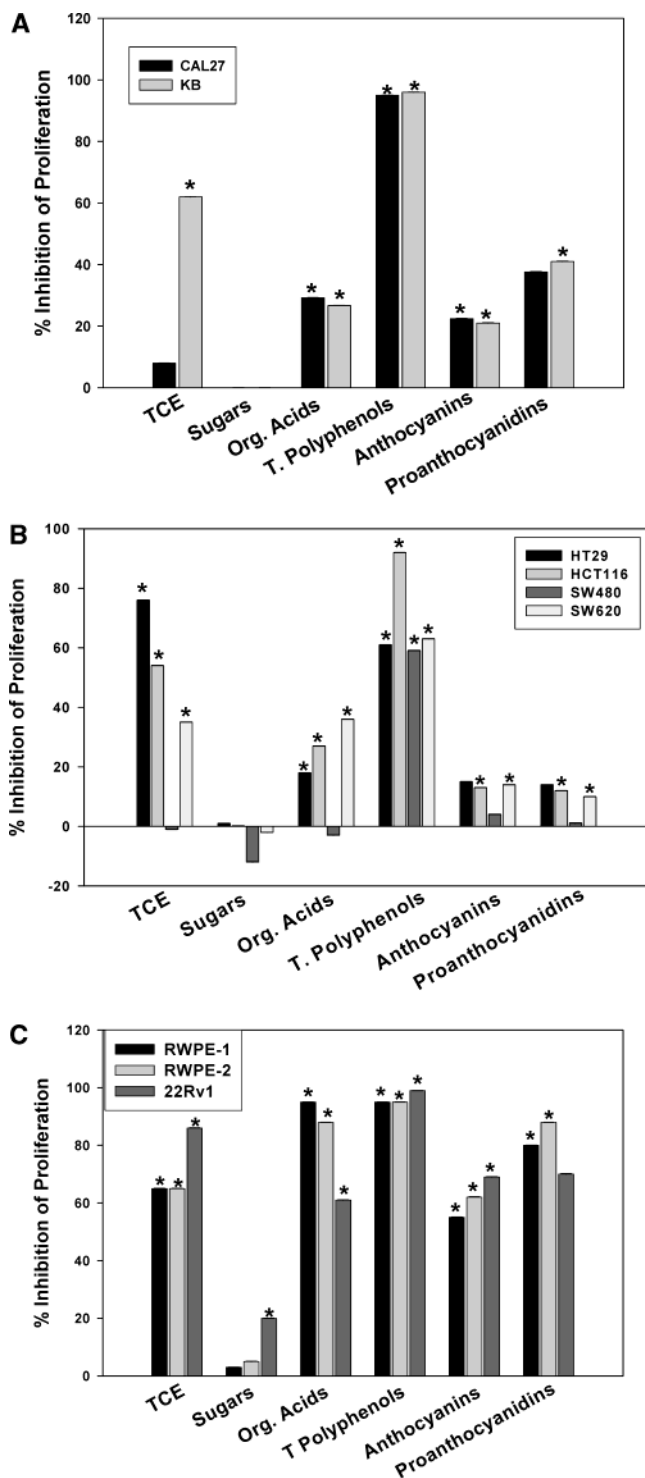 A
% Inhibition of Proliferation
120
100
80
60
40
20
0
CAL27
KB
*
* *
* *
* *
*
TCE
Sugars
Org. Acids
T. Polyphenols
Anthocyanins
Proanthocyanidins
B
% Inhibition of Proliferation
100
80
60
40
20
0
-20
HT29
HCT116
SW480
SW620
* * *
* * *
* * * *
* *
* *
TCE
Sugars
Org. Acids
T. Polyphenols
Anthocyanins
Proanthocyanidins
C
% Inhibition of Proliferation
120
100
80
60
40
20
0
RWPE-1
RWPE-2
22Rv1
* * *
*
* * *
* * *
* * *
* *
TCE
Sugars
Org. Acids
T Polyphenols
Anthocyanins
Proanthocyanidins